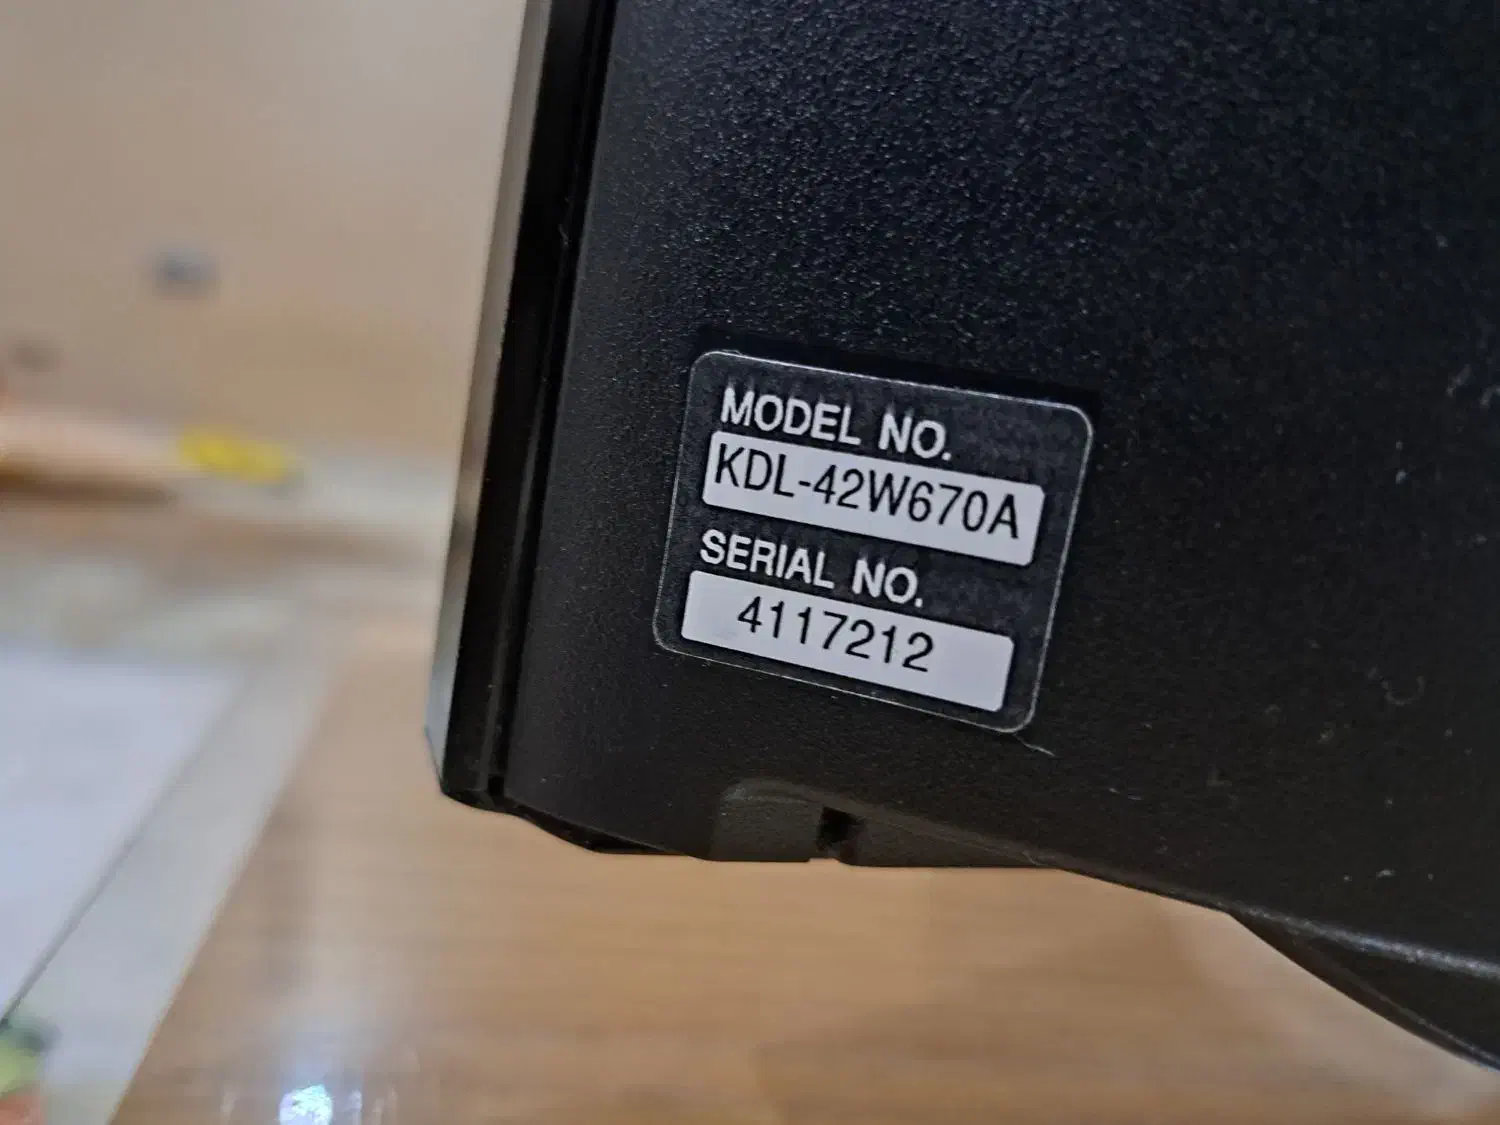 MODEL NO.
KDL-42W670A
SERIAL NO.
4117212